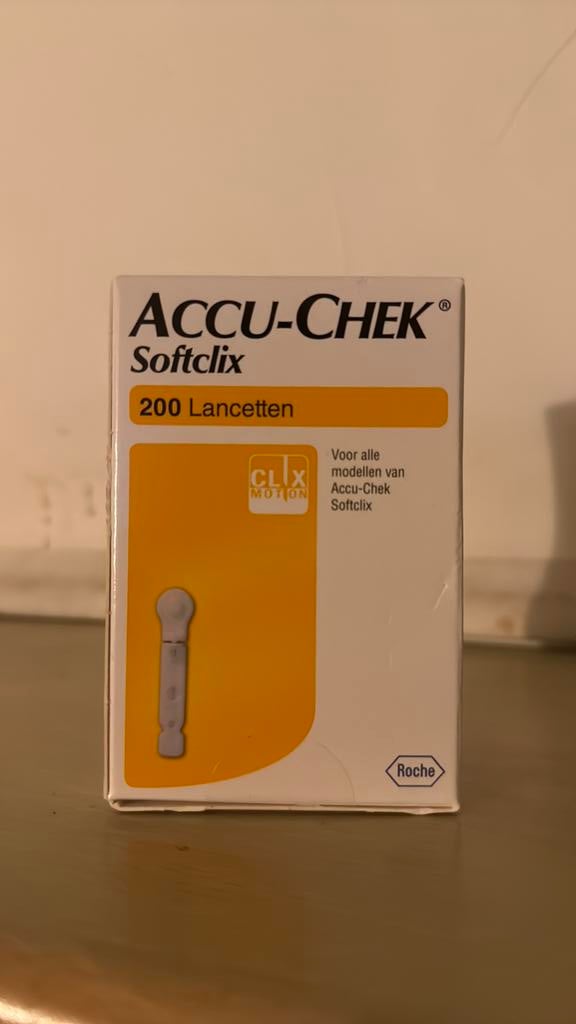 ACCU-CHEK®
Softclix
200 Lancetten
CLIX
MOTION
Voor alle
modellen van
Accu-Chek
Softclix
Roche